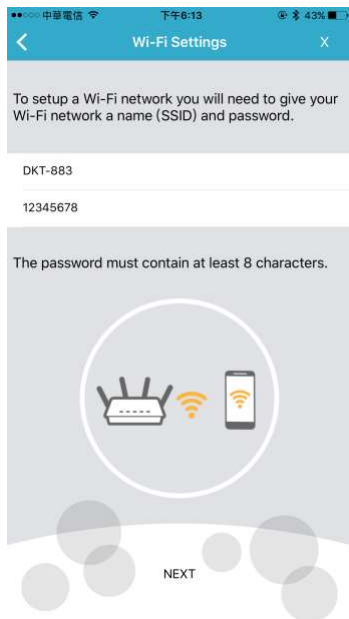 中華電信 下午6:13 43%
Wi-Fi Settings X
To setup a Wi-Fi network you will need to give your
Wi-Fi network a name (SSID) and password.
DKT-883
12345678
The password must contain at least 8 characters.
NEXT